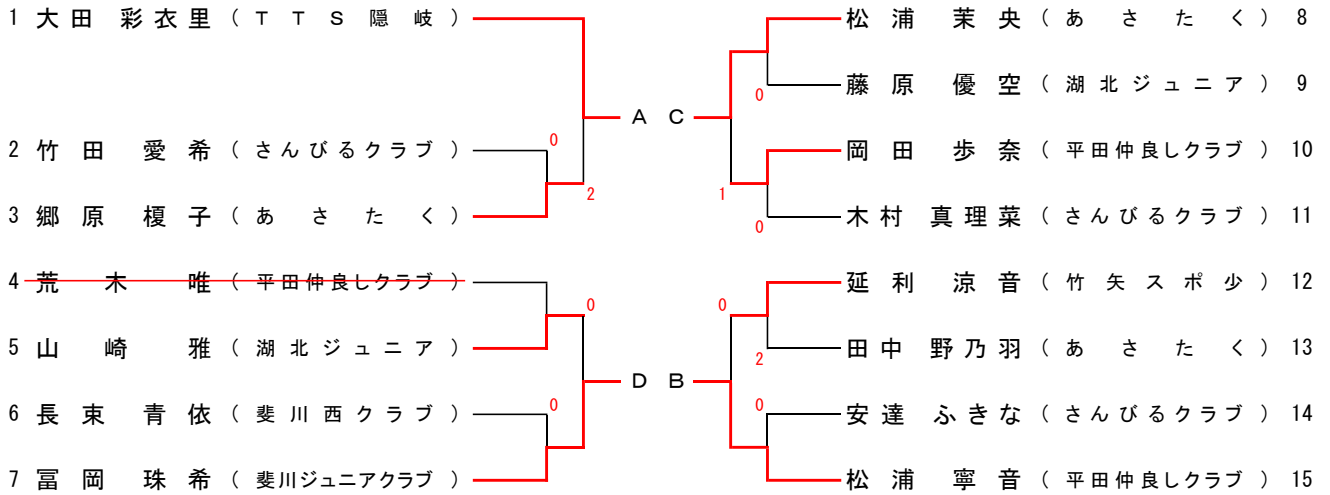 1 大田 彩衣里 (TTS隠岐)
2 竹田 愛希 (さんびるクラブ)
0
3 郷原 榎子 (あさたく)
2
A
4 荒木 唯 (平田仲良しクラブ)
5 山崎 雅 (湖北ジュニア)
0
6 長束 青依 (斐川西クラブ)
0
7 冨岡 珠希 (斐川ジュニアクラブ)
D
C
松浦 茉央 (あさたく) 8
0
藤原 優空 (湖北ジュニア) 9
岡田 歩奈 (平田仲良しクラブ) 10
1
0
木村 真理菜 (さんびるクラブ) 11
B
0
延利 涼音 (竹矢スポ少) 12
2
田中 野乃羽 (あさたく) 13
0
安達 ふきな (さんびるクラブ) 14
松浦 寧音 (平田仲良しクラブ) 15